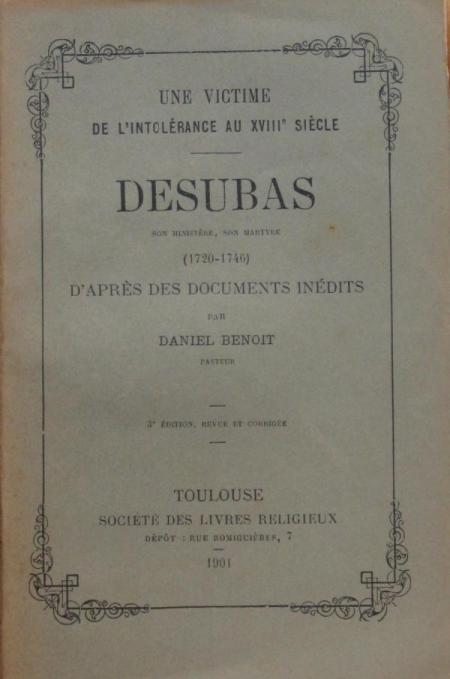 UNE VICTIME
DE L'INTOLÉRANCE AU XVIIIe SIÈCLE
DESUBAS
SON MINISTÈRE, SON MARTYRE
(1720-1746)
D'APRÈS DES DOCUMENTS INÉDITS
PAR
DANIEL BENOIT
PASTEUR
3e ÉDITION, REVUE ET CORRIGÉE
TOULOUSE
SOCIÉTÉ DES LIVRES RELIGIEUX
DÉPÔT : RUE ROMIGUIÈRES, 7
1901